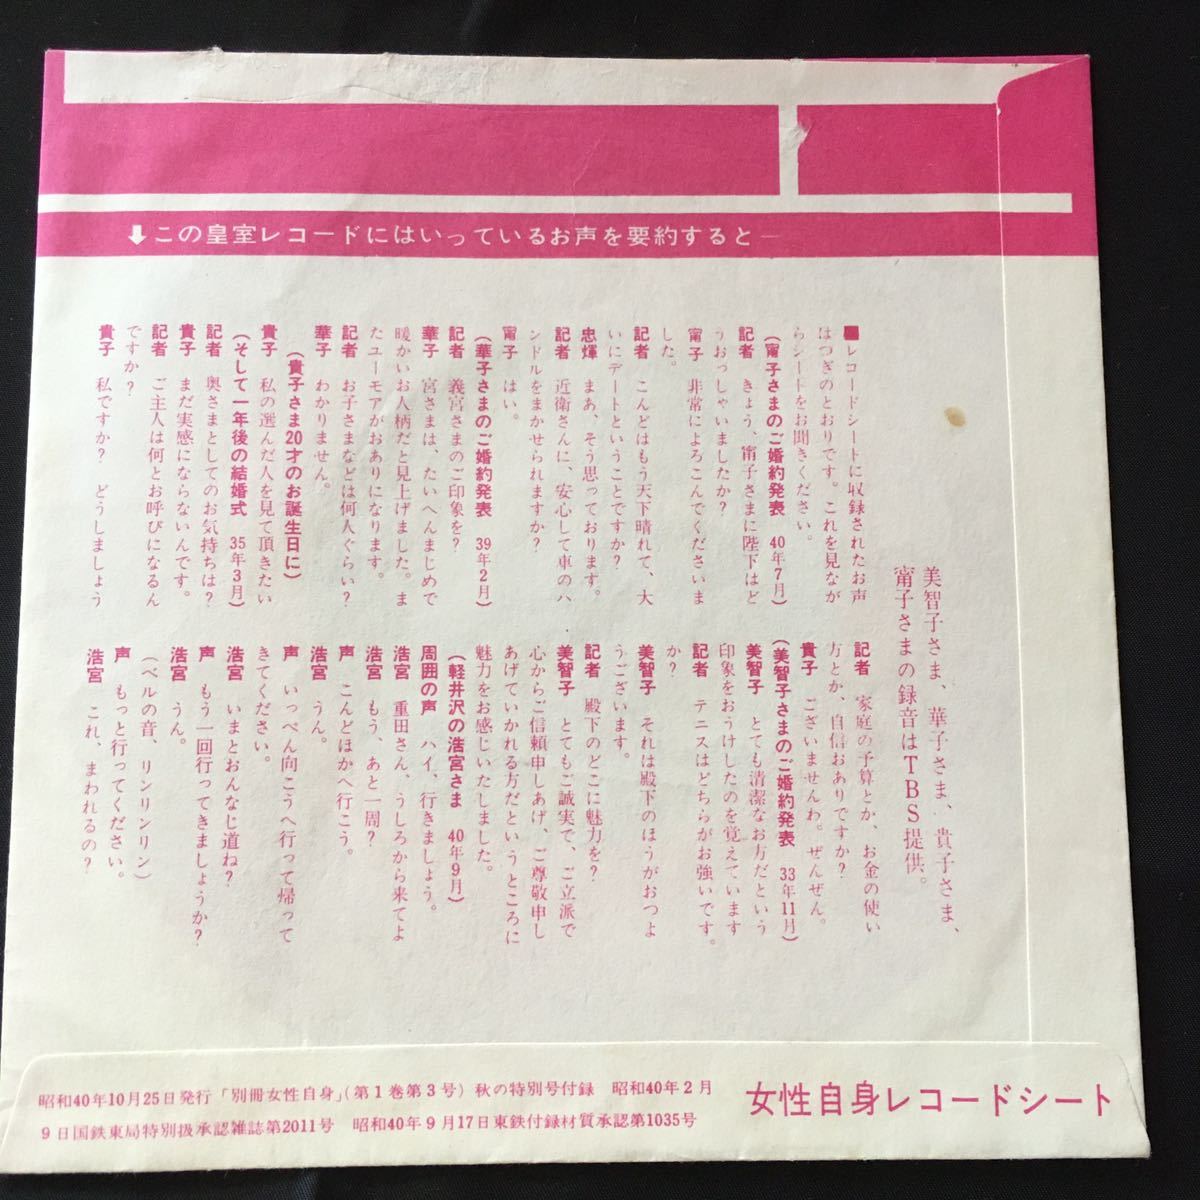 ⬇この皇室レコードにはいっているお声を要約すると—
美智子さま、華子さま、貴子さま、
甯子さまの録音はTBS提供。
■レコードシートに収録されたお声
はつぎのとおりです。これを見なが
らシートをお聞きください。
(甯子さまのご婚約発表 40年7月)
記者 きょう、甯子さまに陛下はど
うおっしゃいましたか?
甯子 非常によろこんでくださいま
した。
記者 こんどはもう天下晴れて、大
いにデートということですか?
忠煇 まあ、そう思っております。
記者 近衛さんに、安心して車のハ
ンドルをまかせられますか?
甯子 はい。
(華子さまのご婚約発表 39年2月)
記者 義宮さまのご印象を?
華子 宮さまは、たいへんまじめで
暖かいお人柄だと見上げました。ま
たユーモアがおありになります。
記者 お子さまなどは何人ぐらい?
華子 わかりません。
(貴子さま20才のお誕生日に)
貴子 私の選んだ人を見て頂きたい
(そして一年後の結婚式 35年3月)
記者 奥さまとしてのお気持ちは?
貴子 まだ実感にならないんです。
記者 ご主人は何とお呼びになるん
ですか?
貴子 私ですか? どうしましょう
記者 家庭の予算とか、お金の使い
方とか、自信おありですか?
貴子 ございませんわ。ぜんぜん。
(美智子さまのご婚約発表 33年11月)
美智子 とても清潔なお方だという
印象をおうけしたのを覚えています
記者 テニスはどちらがお強いです。
か?
美智子 それは殿下のほうがおつよ
うございます。
記者 殿下のどこに魅力を?
美智子 とてもご誠実で、ご立派で
心からご信頼申しあげ、ご尊敬申し
あげていかれる方だというところに
魅力をお感じいたしました。
(軽井沢の浩宮さま 40年9月)
周囲の声 ハイ、行きましょう。
浩宮 重田さん、うしろから来てよ
浩宮 もう、あと一周?
声 こんどほかへ行こう。
浩宮 うん。
声 いっぺん向こうへ行って帰って
きてください。
浩宮 いまとおんなじ道ね?
声 もう一回行ってきましょうか?
浩宮 うん。
(ベルの音、リンリンリン)
声 もっと行ってください。
浩宮 これ、まわれるの?
昭和40年10月25日発行「別冊女性自身」(第1巻第3号)秋の特別号付録 昭和40年2月
9日国鉄東局特別扱承認雑誌第2011号 昭和40年9月17日東鉄付録材質承認第1035号
女性自身レコードシート